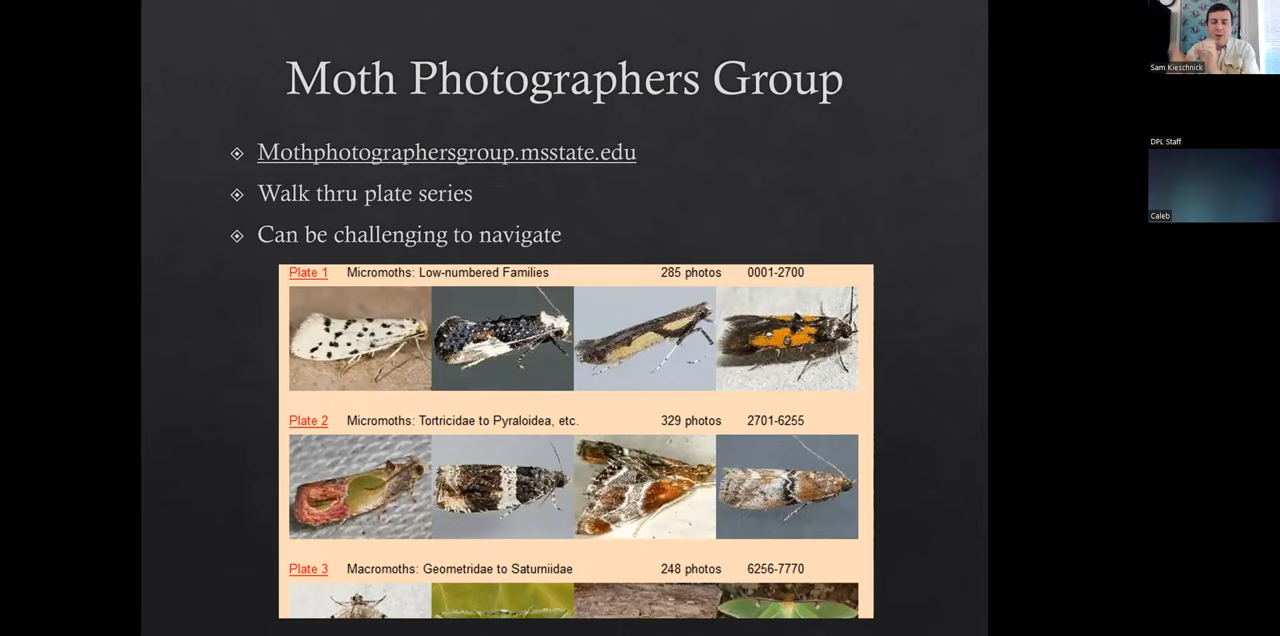 Moth Photographers Group
Mothphotographersgroup.msstate.edu
Walk thru plate series
Can be challenging to navigate
Plate 1 Micromoths: Low-numbered Families 285 photos 0001-2700
Plate 2 Micromoths: Tortricidae to Pyraloidea, etc. 329 photos 2701-6255
Plate 3 Macromoths: Geometridae to Saturniidae 248 photos 6256-7770
Sam Kieschnick
DPL Staff
Caleb